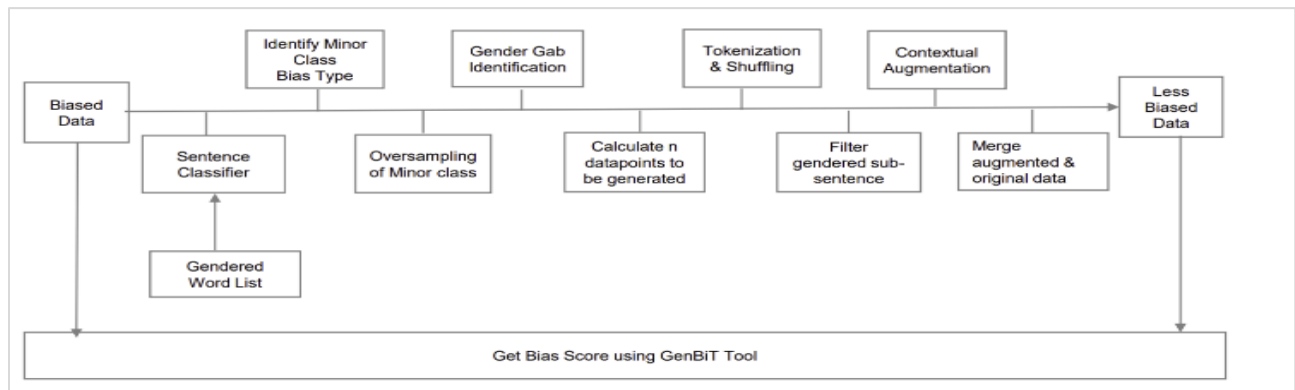 Identify Minor
Class
Bias Type
Gender Gab
Identification
Tokenization
& Shuffling
Contextual
Augmentation
Biased
Data
Less
Biased
Data
Sentence
Classifier
Oversampling
of Minor class
Calculate n
datapoints to
be generated
Filter
gendered sub-
sentence
Merge
augmented &
original data
Gendered
Word List
Get Bias Score using GenBiT Tool